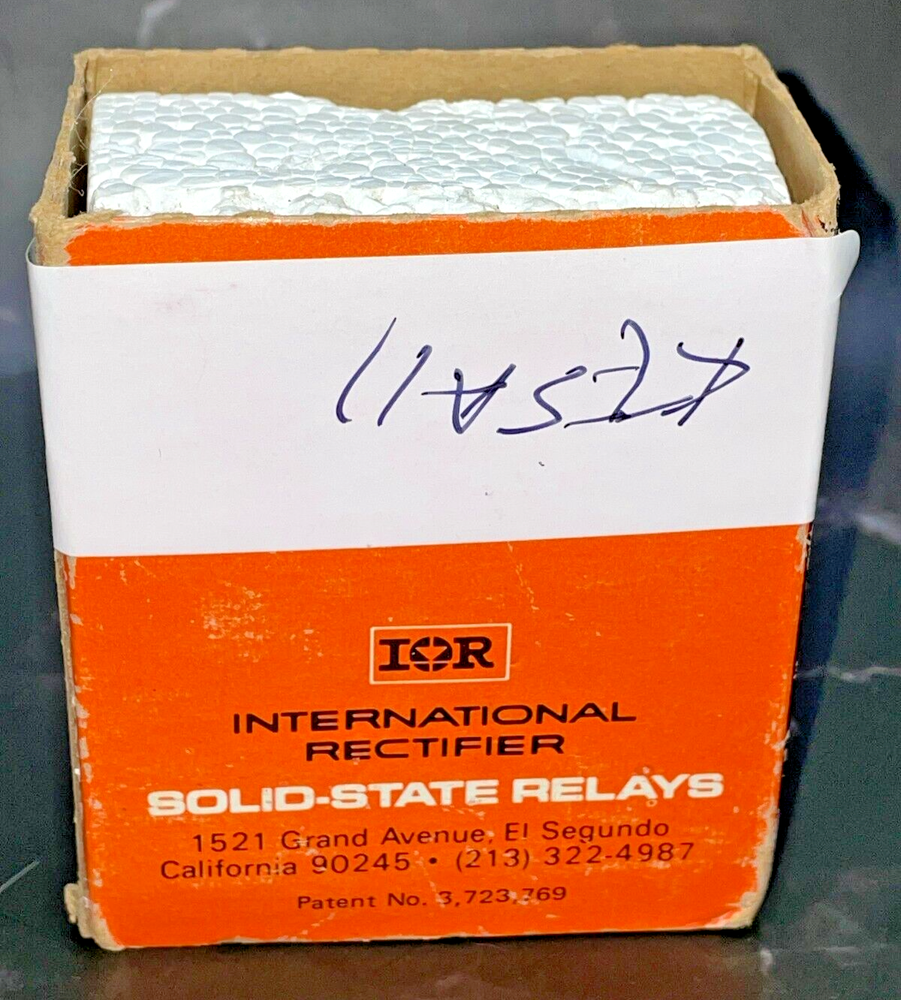 IOR
INTERNATIONAL
RECTIFIER
SOLID-STATE RELAYS
1521 Grand Avenue, El Segundo
California 90245 • (213) 322-4987
Patent No. 3,723,769